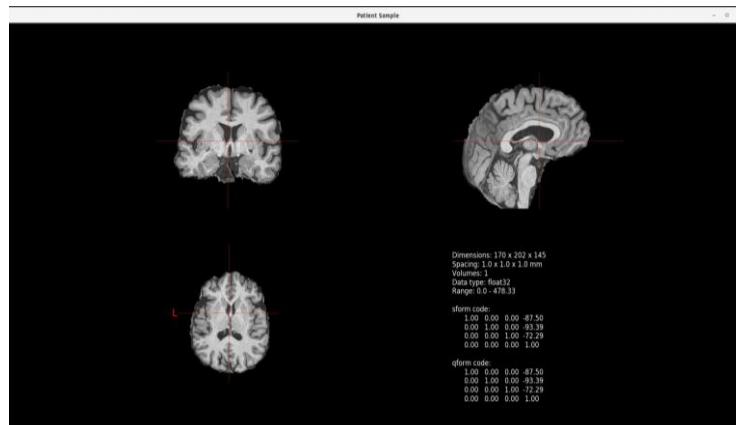 Patient Sample
L
Dimensions: 170 x 202 x 145
Spacing: 1.0 x 1.0 x 1.0 mm
Volumes: 1
Data type: float32
Range: 0.0 - 478.33
sform code:
1.00 0.00 0.00 -87.50
0.00 1.00 0.00 -93.39
0.00 0.00 1.00 -72.29
0.00 0.00 0.00 1.00
qform code:
1.00 0.00 0.00 -87.50
0.00 1.00 0.00 -93.39
0.00 0.00 1.00 -72.29
0.00 0.00 0.00 1.00